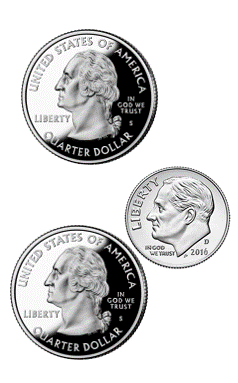 UNITED STATES OF AMERICA
LIBERTY
IN
GOD WE
TRUST
S
QUARTER DOLLAR
LIBERTY
IN GOD
WE TRUST
D
2016
UNITED STATES OF AMERICA
LIBERTY
IN
GOD WE
TRUST
S
QUARTER DOLLAR